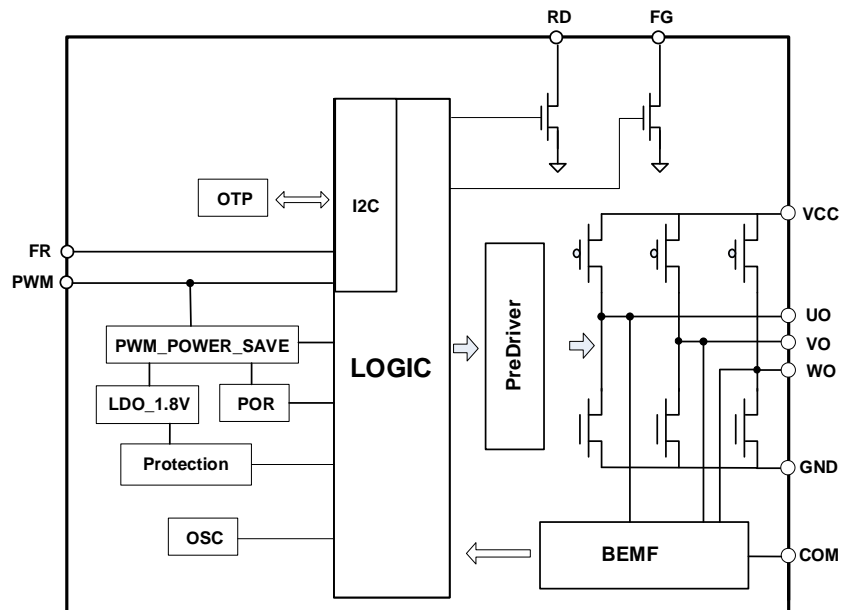 RD
FG
OTP
I2C
VCC
FR
PWM
UO
PWM_POWER_SAVE
LOGIC
PreDriver
VO
WO
LDO_1.8V
POR
Protection
GND
OSC
BEMF
COM